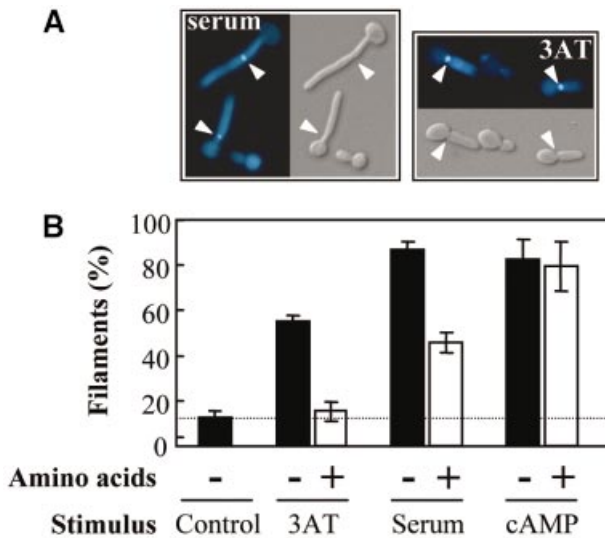 A
serum
3AT
B
Filaments (%)
100
80
60
40
20
0
Amino acids - - + - + - +
Stimulus Control 3AT Serum cAMP